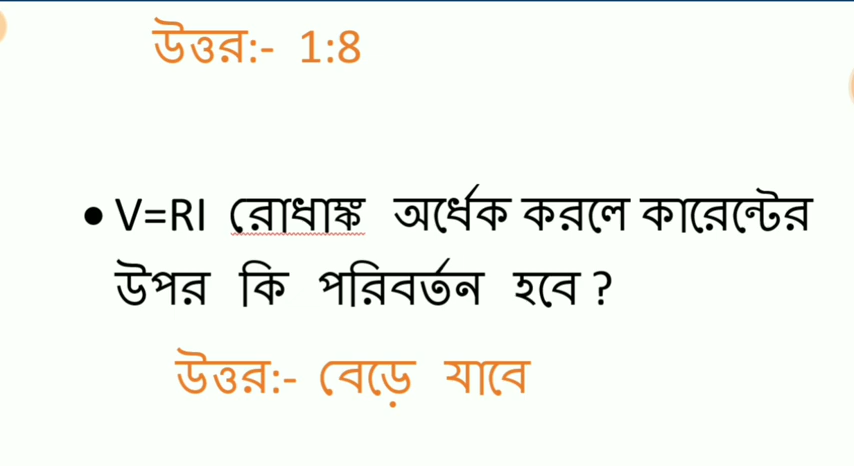 উত্তর:- 1:8
• V=RI রোধাঙ্ক অর্ধেক করলে কারেন্টের
উপর কি পরিবর্তন হবে ?
উত্তর:- বেড়ে যাবে